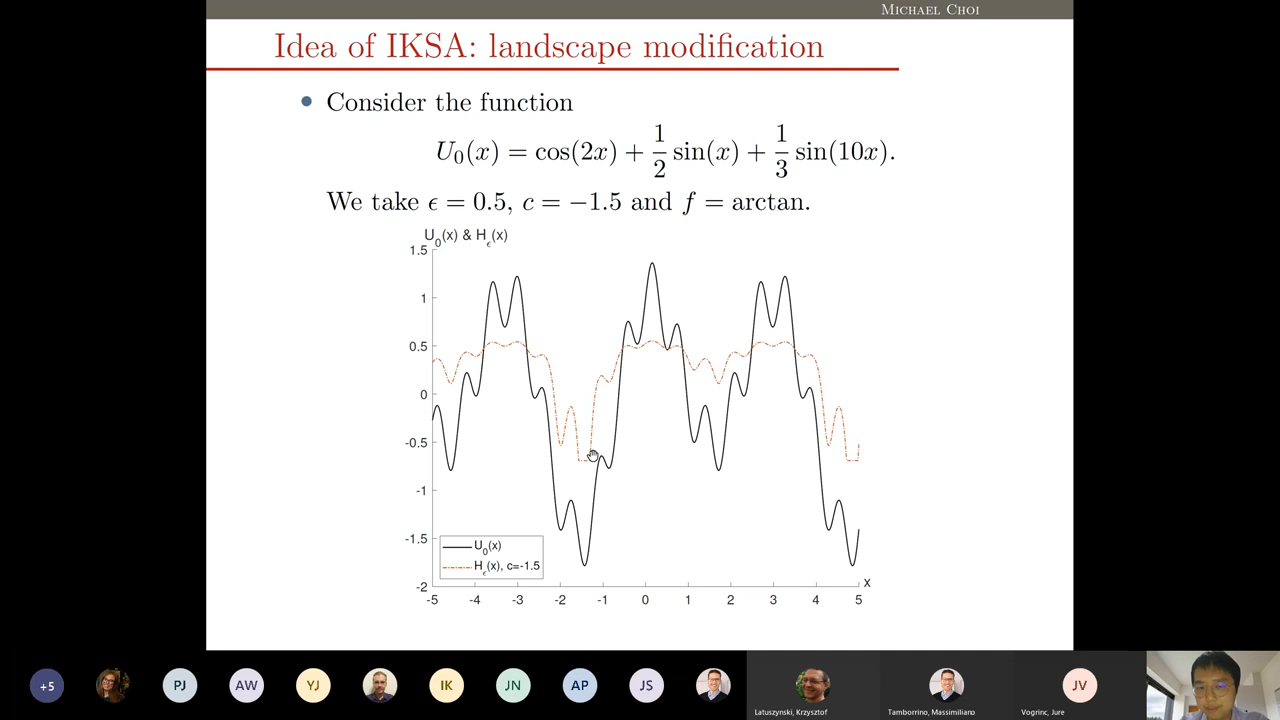 MICHAEL CHOI
Idea of IKSA: landscape modification
• Consider the function
U₀(x) = cos(2x) + 1/2 sin(x) + 1/3 sin(10x).
We take ϵ = 0.5, c = −1.5 and f = arctan.
U₀(x) & H_ϵ(x)
1.5
1
0.5
0
-0.5
-1
-1.5
-2
U₀(x)
H_ϵ(x), c=-1.5
x
-5 -4 -3 -2 -1 0 1 2 3 4 5
+5 PJ AW YJ IK JN AP JS JV
Latuszynski, Krzysztof Tamborrino, Massimiliano Vogrinc, Jure